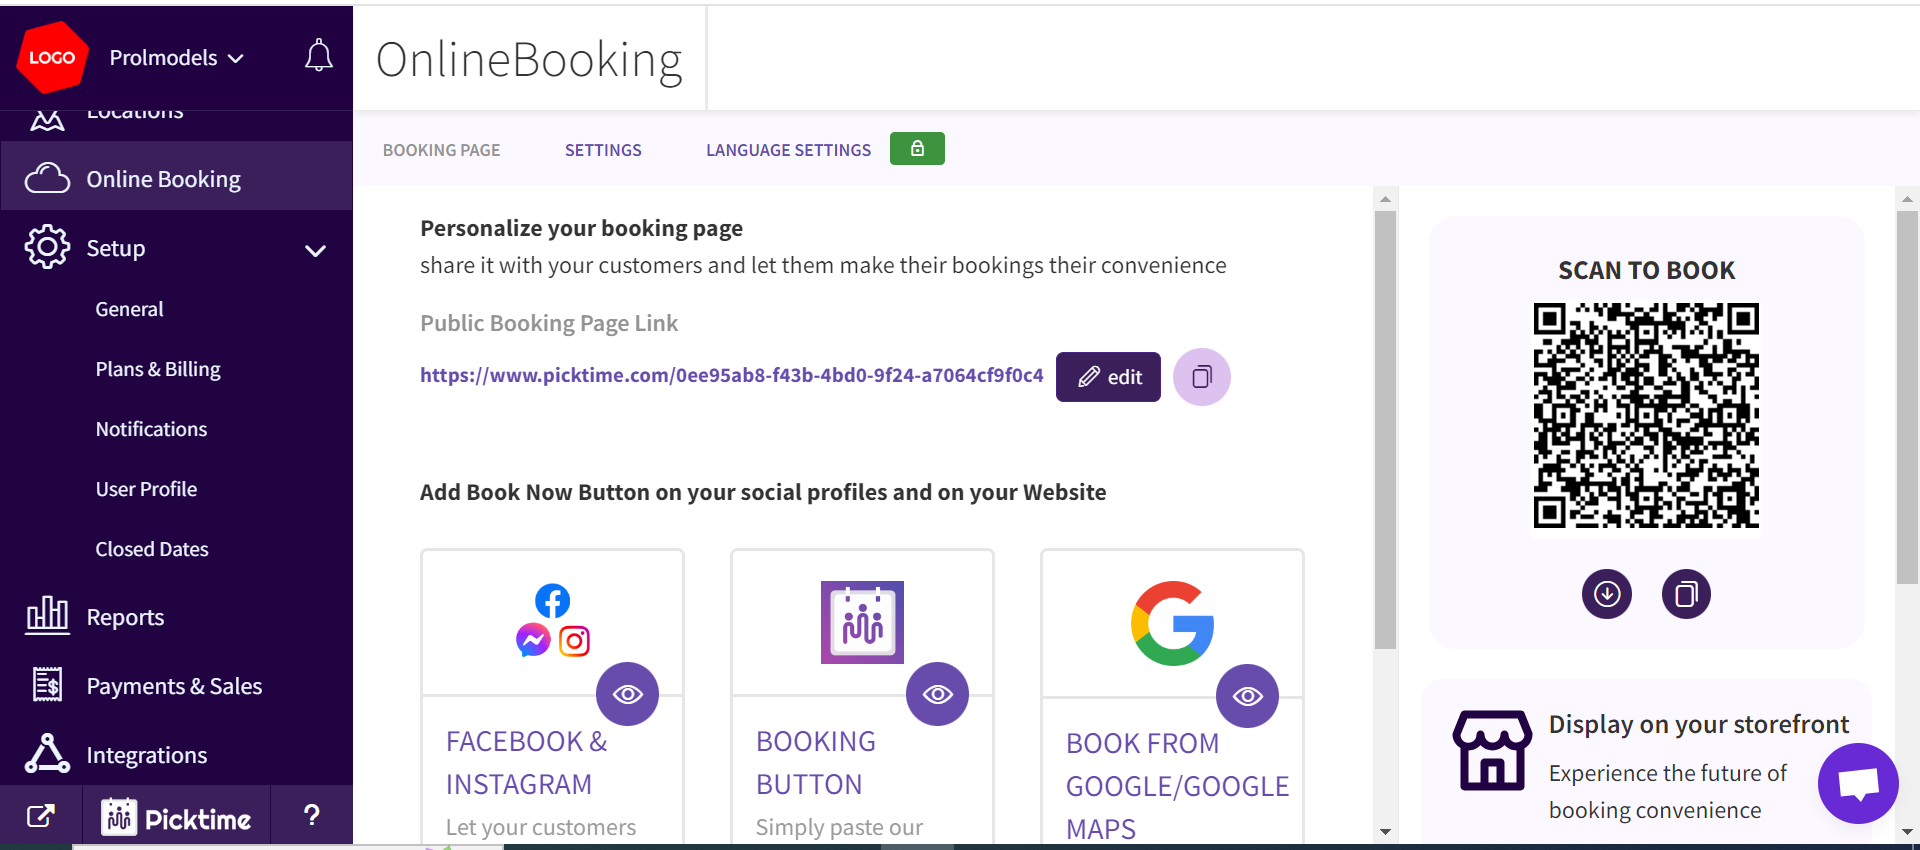 LOGO
Prolmodels
Locations
Online Booking
Setup
General
Plans & Billing
Notifications
User Profile
Closed Dates
Reports
Payments & Sales
Integrations
Picktime
?
OnlineBooking
BOOKING PAGE
SETTINGS
LANGUAGE SETTINGS
Personalize your booking page
share it with your customers and let them make their bookings their convenience
Public Booking Page Link
https://www.picktime.com/0ee95ab8-f43b-4bd0-9f24-a7064cf9f0c4
edit
Add Book Now Button on your social profiles and on your Website
FACEBOOK &
INSTAGRAM
Let your customers
BOOKING
BUTTON
Simply paste our
BOOK FROM
GOOGLE/GOOGLE
MAPS
SCAN TO BOOK
Display on your storefront
Experience the future of
booking convenience